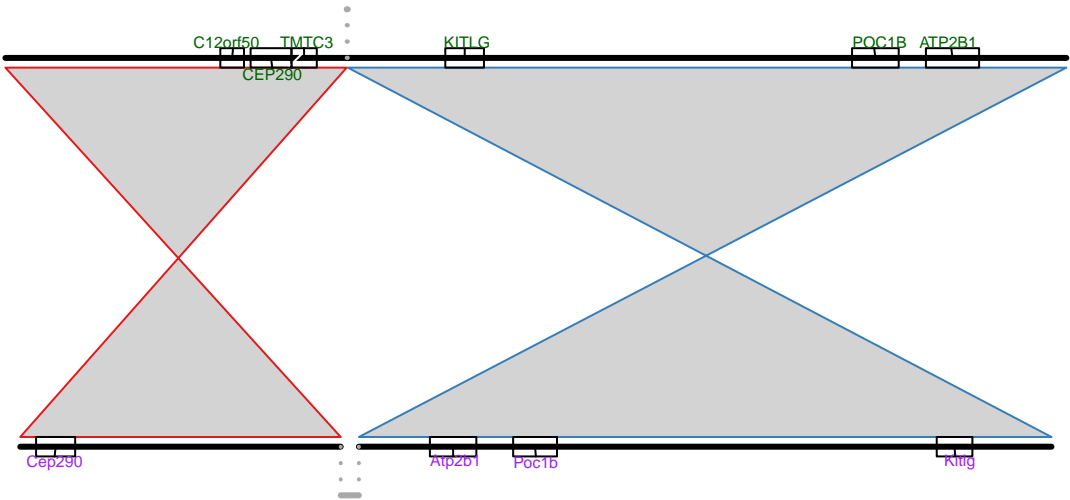 C12orf50 TMTC3 KITLG POC1B ATP2B1
CEP290
Cep290 Atp2b1 Poc1b Kitlg